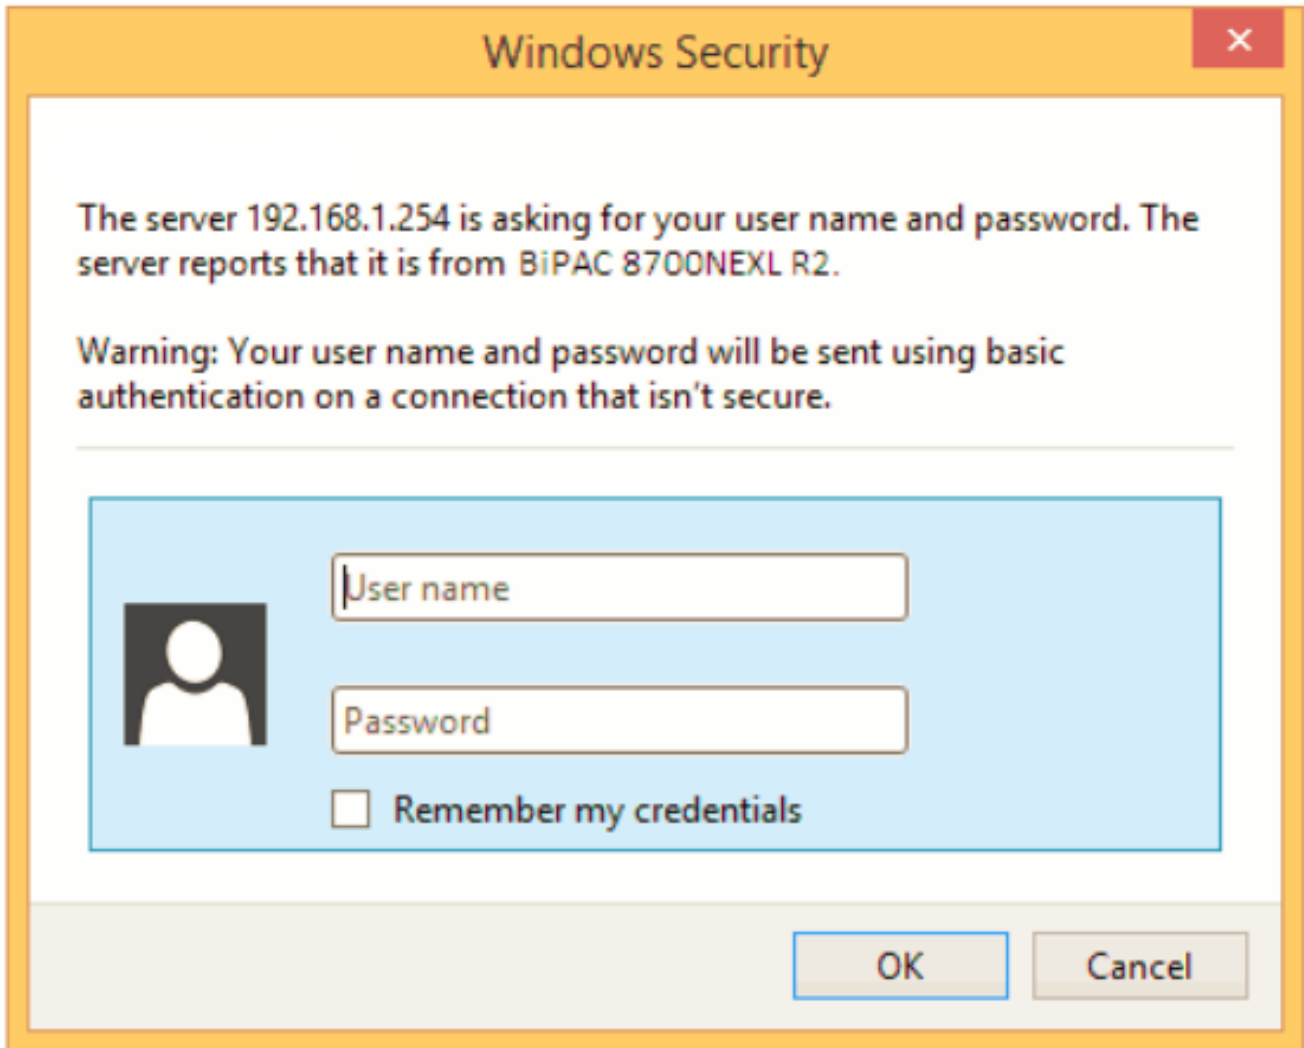 Windows Security
The server 192.168.1.254 is asking for your user name and password. The
server reports that it is from BiPAC 8700NEXL R2.
Warning: Your user name and password will be sent using basic
authentication on a connection that isn't secure.
User name
Password
Remember my credentials
OK
Cancel